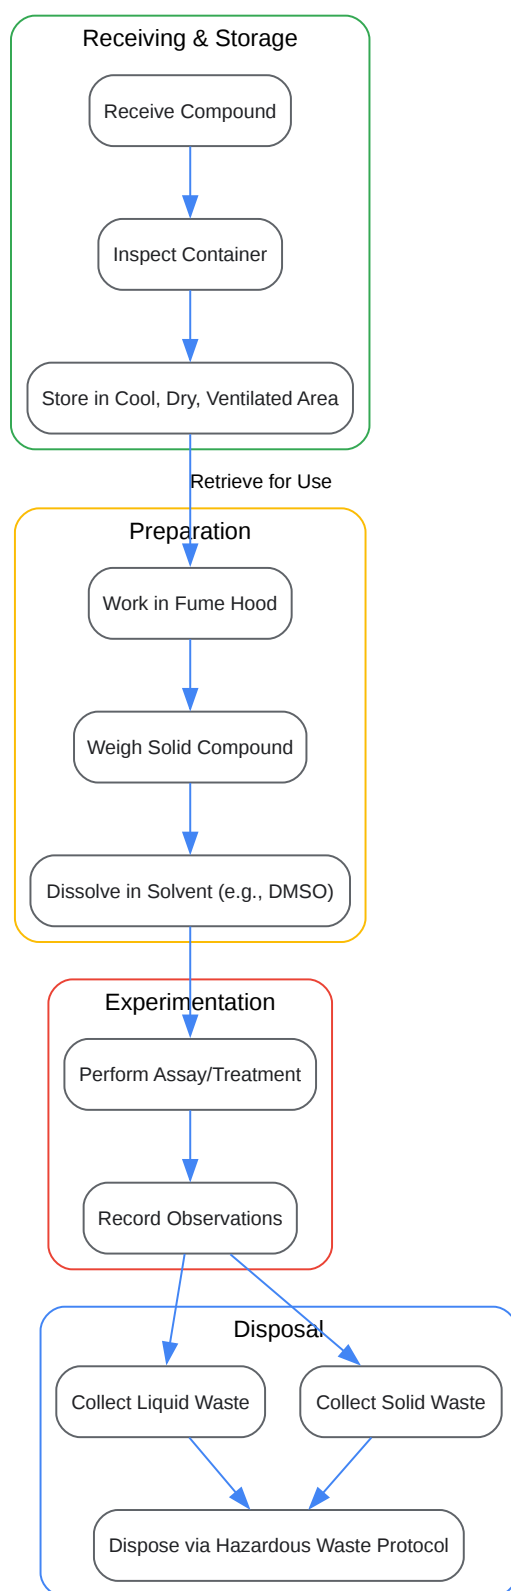 Receiving & Storage
Receive Compound
Inspect Container
Store in Cool, Dry, Ventilated Area
Retrieve for Use
Preparation
Work in Fume Hood
Weigh Solid Compound
Dissolve in Solvent (e.g., DMSO)
Experimentation
Perform Assay/Treatment
Record Observations
Disposal
Collect Liquid Waste
Collect Solid Waste
Dispose via Hazardous Waste Protocol